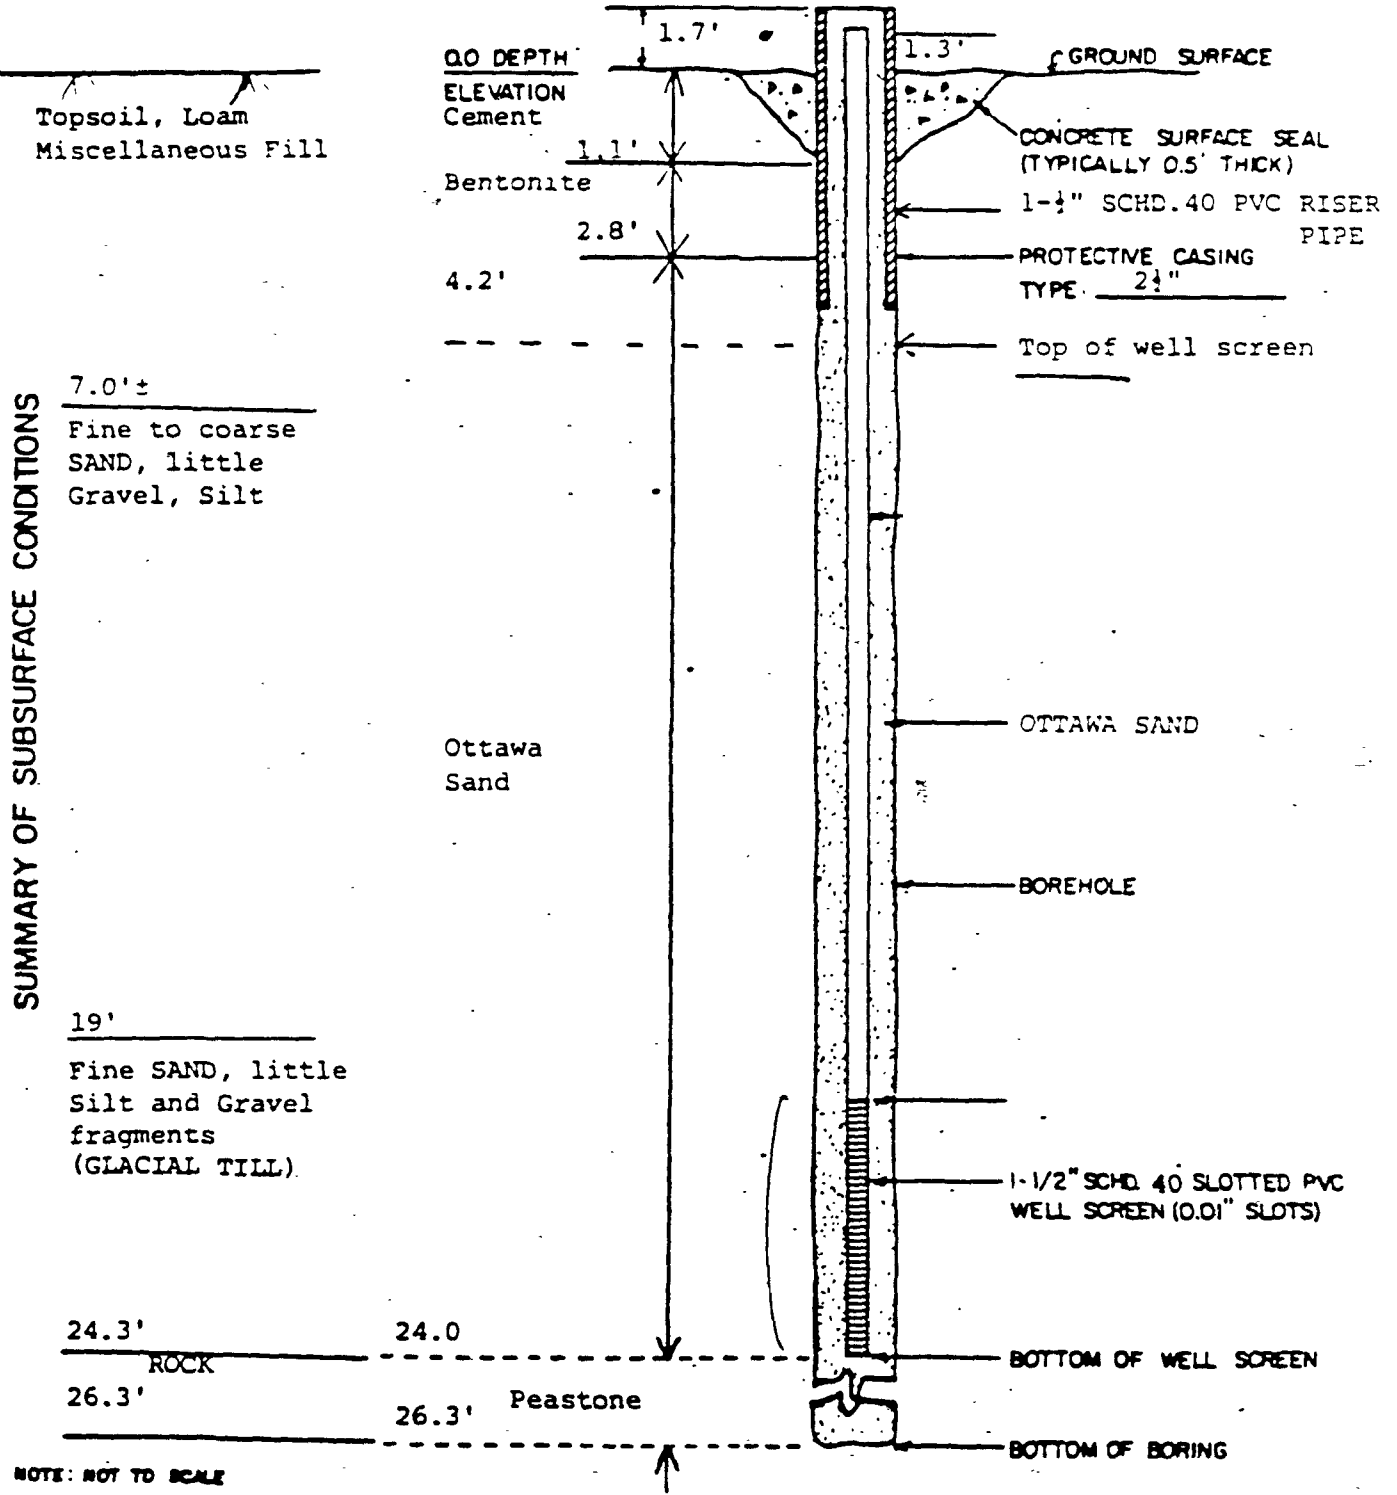 1.7'
1.3'
0.0 DEPTH
ELEVATION
Cement
GROUND SURFACE
Topsoil, Loam
Miscellaneous Fill
CONCRETE SURFACE SEAL
(TYPICALLY 0.5' THICK)
1.1'
Bentonite
1-½" SCHD.40 PVC RISER
PIPE
2.8'
PROTECTIVE CASING
TYPE 2½"
4.2'
Top of well screen
SUMMARY OF SUBSURFACE CONDITIONS
7.0'±
Fine to coarse
SAND, little
Gravel, Silt
OTTAWA SAND
Ottawa
Sand
BOREHOLE
19'
Fine SAND, little
Silt and Gravel
fragments
(GLACIAL TILL)
1-1/2" SCHD. 40 SLOTTED PVC
WELL SCREEN (0.01" SLOTS)
24.3'
24.0
ROCK
BOTTOM OF WELL SCREEN
26.3'
Peastone
26.3'
BOTTOM OF BORING
NOTE: NOT TO SCALE